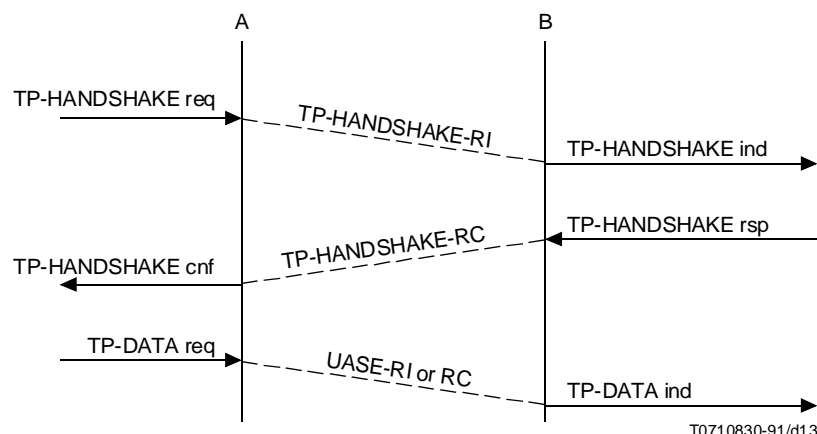 A
B
TP-HANDSHAKE req
TP-HANDSHAKE-RI
TP-HANDSHAKE ind
TP-HANDSHAKE rsp
TP-HANDSHAKE-RC
TP-HANDSHAKE cnf
TP-DATA req
UASE-RI or RC
TP-DATA ind
T0710830-91/d13